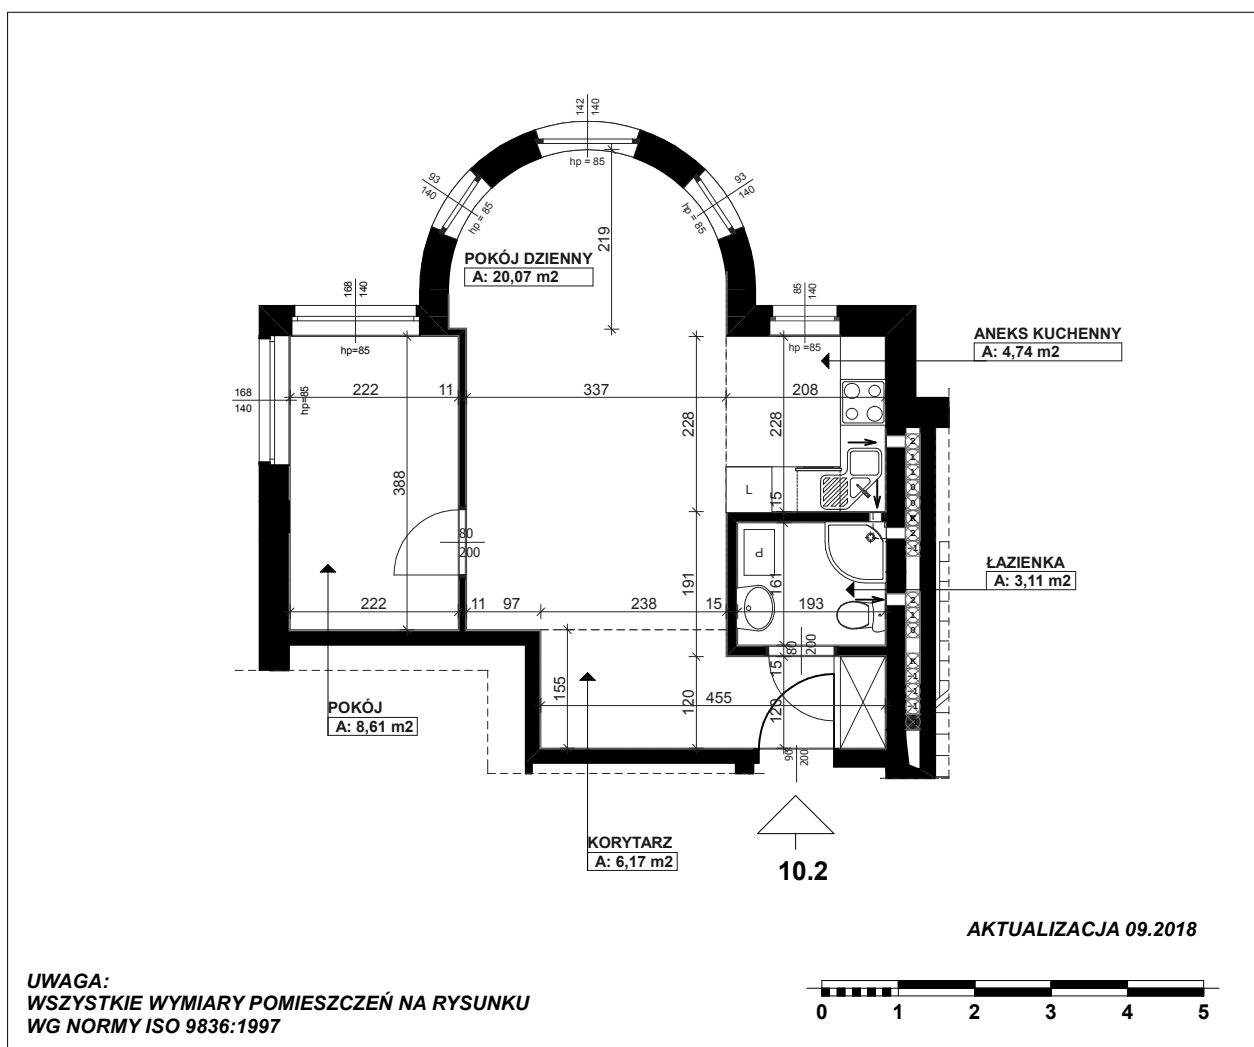 142
140
hp = 85
93
140
hp = 85
93
140
hp = 85
219
POKÓJ DZIENNY
A: 20,07 m2
168
140
hp=85
85
140
hp = 85
ANEKS KUCHENNY
A: 4,74 m2
168
140
hp=85
222
11
337
208
228
228
388
L
15
80
200
191
161
ŁAZIENKA
A: 3,11 m2
222
11
97
238
15
193
80
200
15
155
120
455
120
POKÓJ
A: 8,61 m2
90
200
KORYTARZ
A: 6,17 m2
10.2
AKTUALIZACJA 09.2018
UWAGA:
WSZYSTKIE WYMIARY POMIESZCZEŃ NA RYSUNKU
WG NORMY ISO 9836:1997
0 1 2 3 4 5